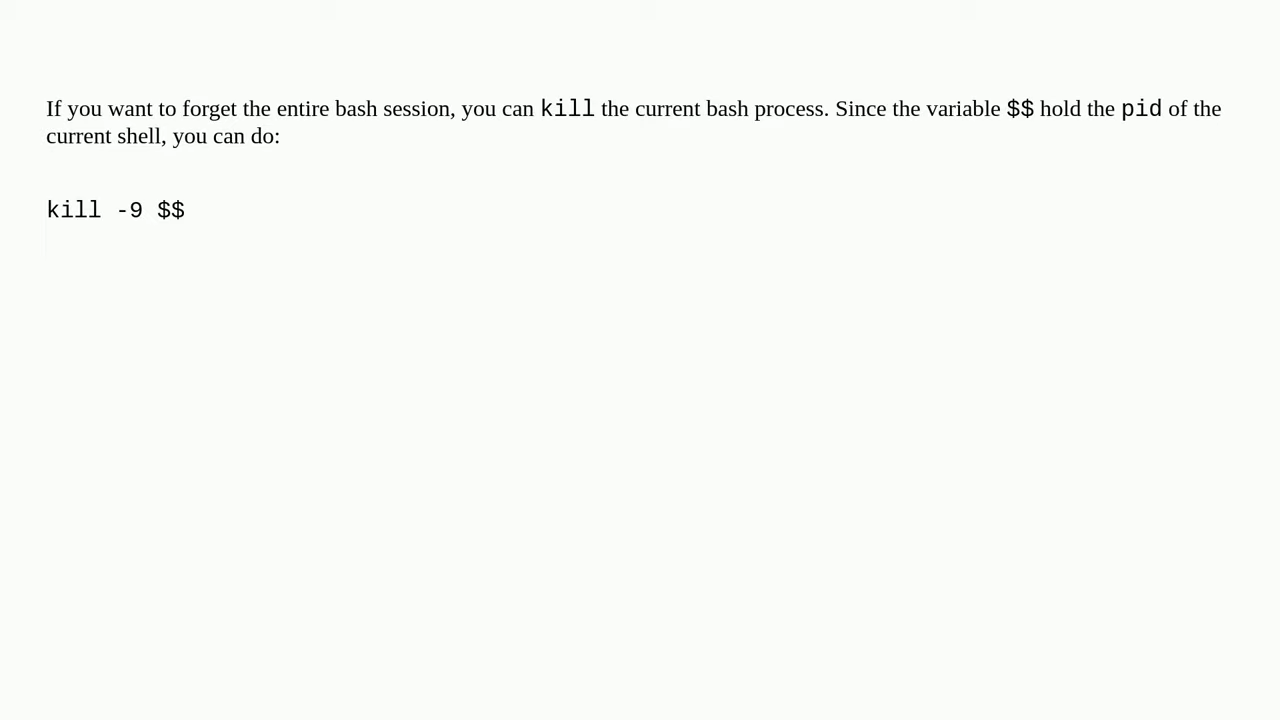 If you want to forget the entire bash session, you can kill the current bash process. Since the variable $$ hold the pid of the
current shell, you can do:
kill -9 $$